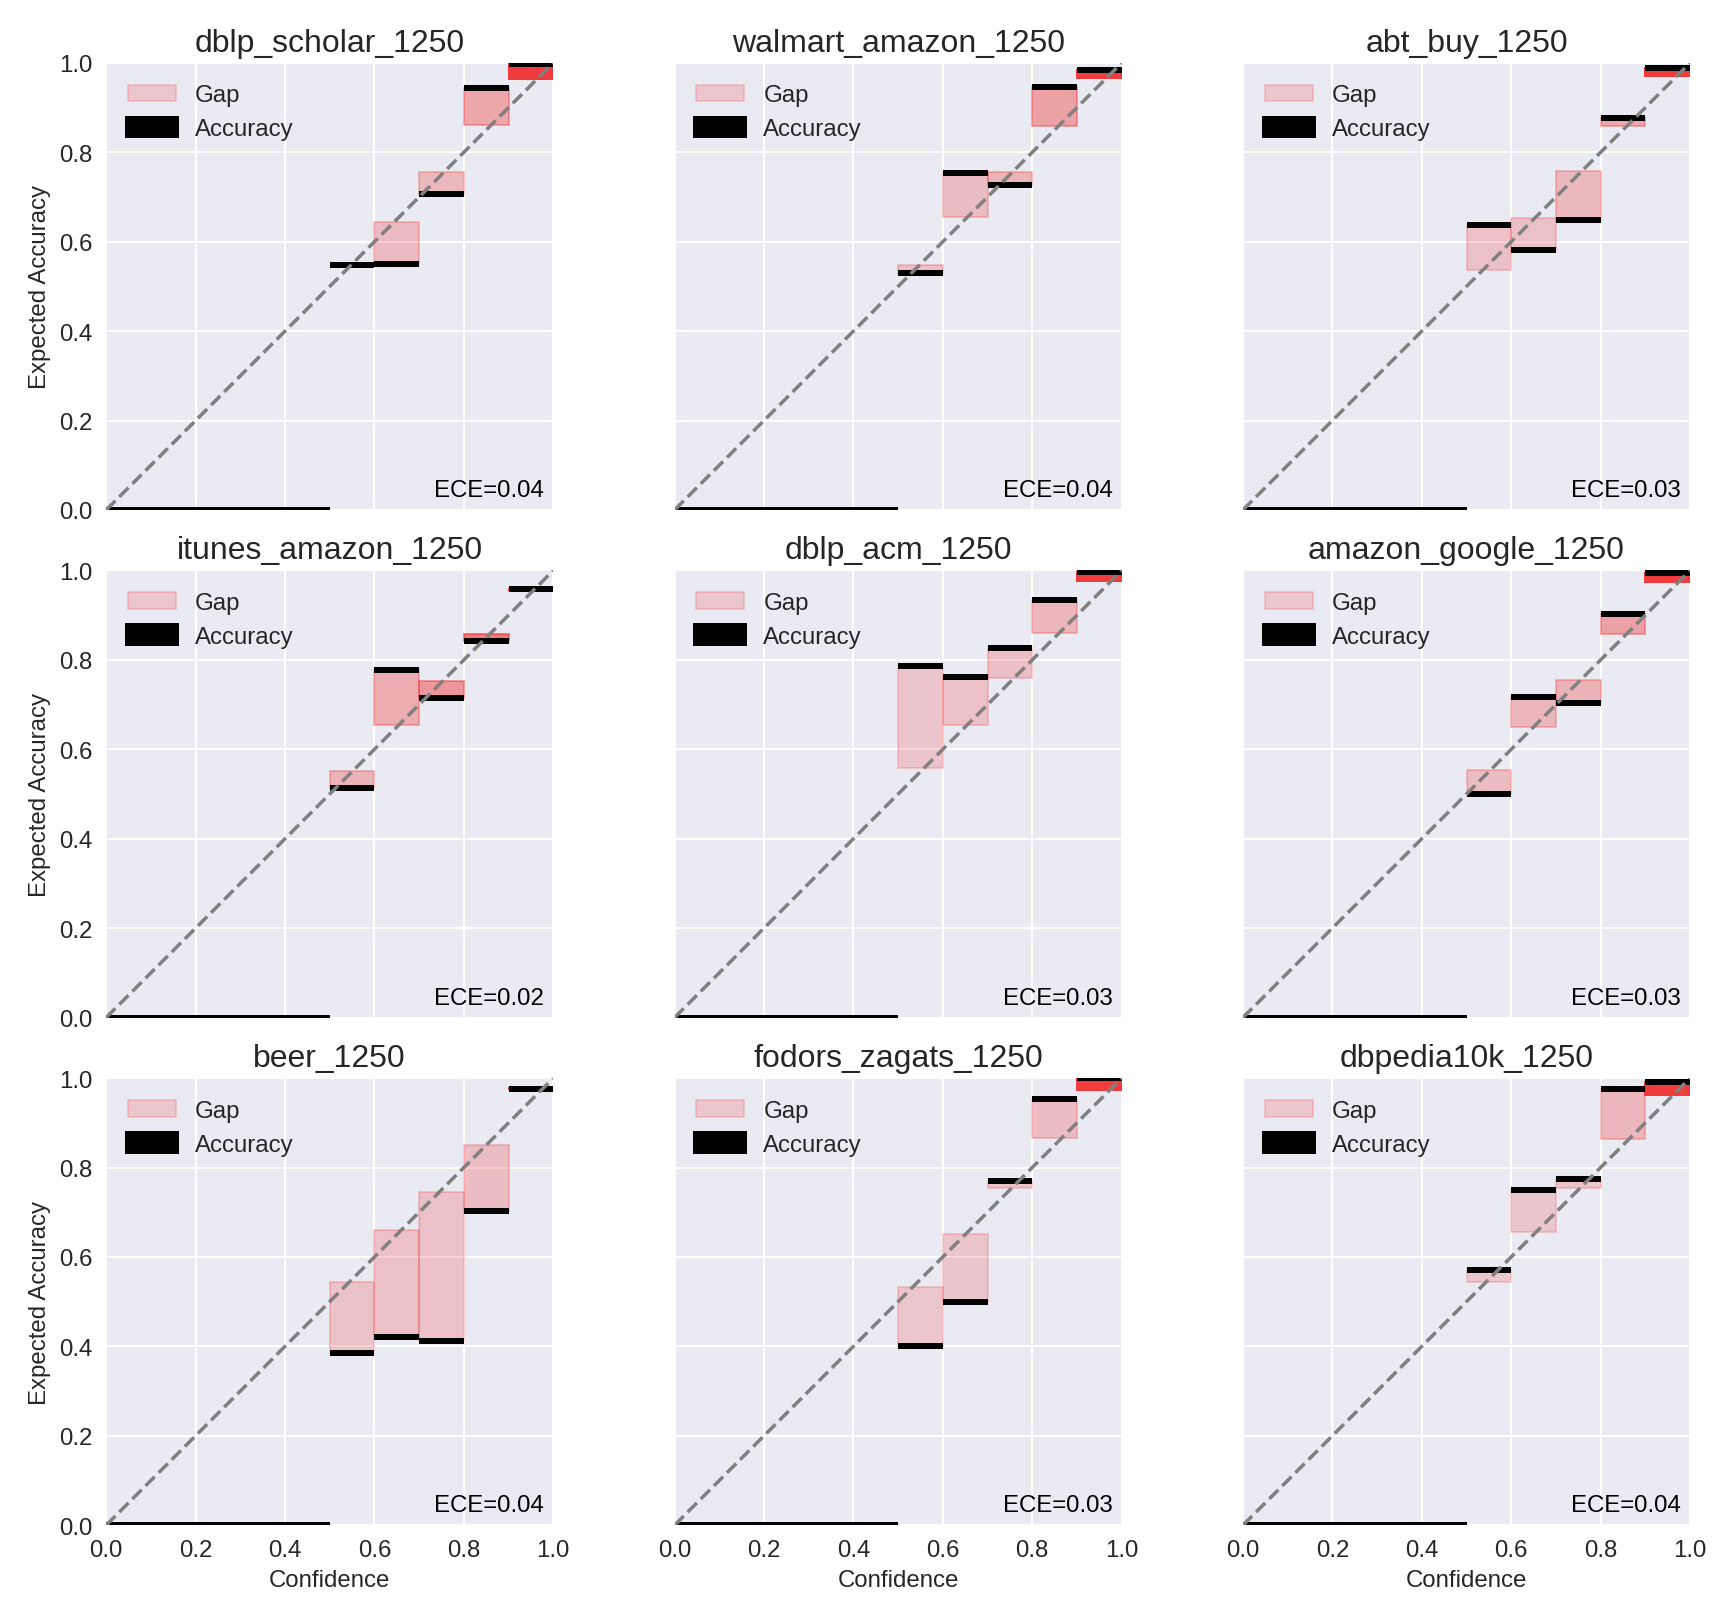 dblp_scholar_1250
walmart_amazon_1250
abt_buy_1250
1.0
0.8
0.6
0.4
0.2
0.0
Expected Accuracy
Gap
Accuracy
ECE=0.04
Gap
Accuracy
ECE=0.04
Gap
Accuracy
ECE=0.03
itunes_amazon_1250
dblp_acm_1250
amazon_google_1250
1.0
0.8
0.6
0.4
0.2
0.0
Expected Accuracy
Gap
Accuracy
ECE=0.02
Gap
Accuracy
ECE=0.03
Gap
Accuracy
ECE=0.03
beer_1250
fodors_zagats_1250
dbpedia10k_1250
1.0
0.8
0.6
0.4
0.2
0.0
Expected Accuracy
Gap
Accuracy
ECE=0.04
Gap
Accuracy
ECE=0.03
Gap
Accuracy
ECE=0.04
0.0 0.2 0.4 0.6 0.8 1.0
Confidence
0.0 0.2 0.4 0.6 0.8 1.0
Confidence
0.0 0.2 0.4 0.6 0.8 1.0
Confidence